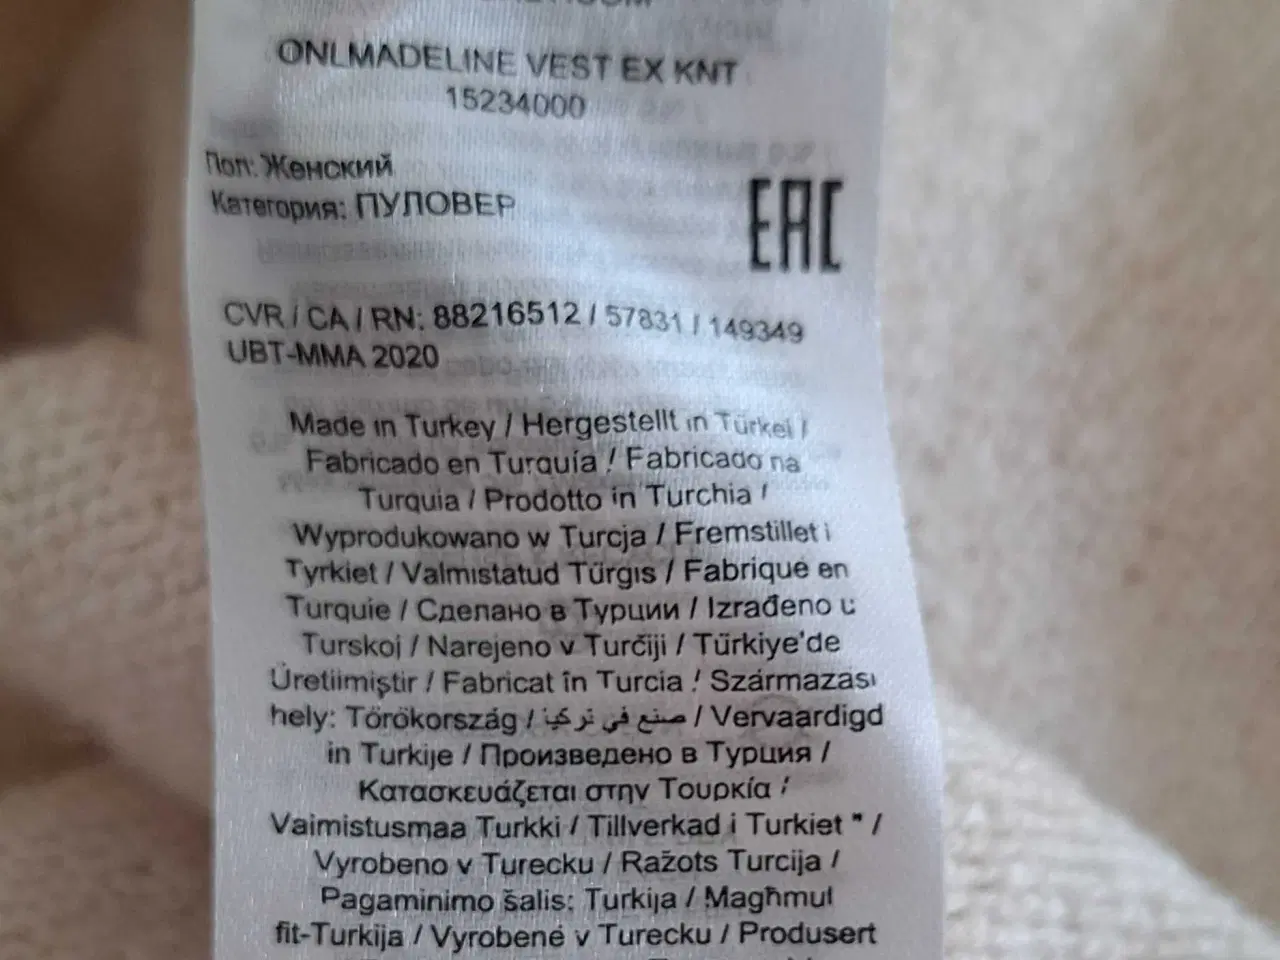 ONLMADELINE VEST EX KNT
15234000
Пол: Женский
Категория: ПУЛОВЕР
EAC
CVR / CA / RN: 88216512 / 57831 / 149349
UBT-MMA 2020
Made in Turkey / Hergestellt in Türkei /
Fabricado en Turquía / Fabricado na
Turquia / Prodotto in Turchia /
Wyprodukowano w Turcja / Fremstillet i
Tyrkiet / Valmistatud Türgis / Fabriqué en
Turquie / Сделано в Турции / Izrađeno u
Turskoj / Narejeno v Turčiji / Türkiye'de
Üretilmiştir / Fabricat în Turcia / Származási
hely: Törökország / صنع في تركيا / Vervaardigd
in Turkije / Произведено в Турция /
Κατασκευάζεται στην Τουρκία /
Valmistusmaa Turkki / Tillverkad i Turkiet * /
Vyrobeno v Turecku / Ražots Turcija /
Pagaminimo šalis: Turkija / Magħmul
fit-Turkija / Vyrobené v Turecku / Produsert